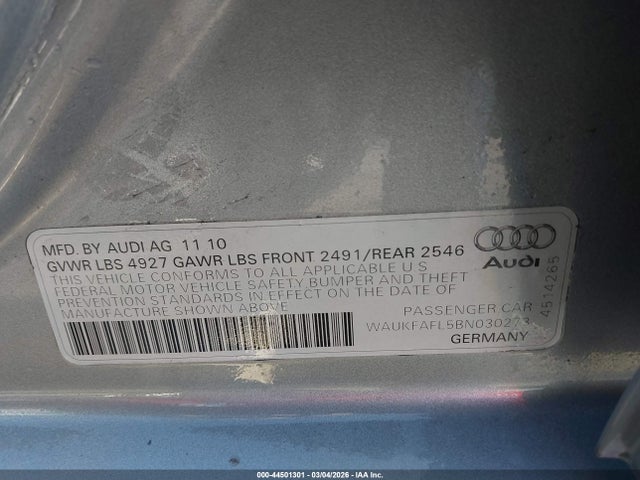 MFD. BY AUDI AG 11 10
GVWR LBS 4927 GAWR LBS FRONT 2491/REAR 2546
THIS VEHICLE CONFORMS TO ALL APPLICABLE U S
FEDERAL MOTOR VEHICLE SAFETY, BUMPER AND THEFT
PREVENTION STANDARDS IN EFFECT ON THE DATE OF
MANUFACTURE SHOWN ABOVE
Audi
4514265
PASSENGER CAR
WAUKFAFL5BN030273
GERMANY
000-44501301 - 03/04/2026 - IAA Inc.